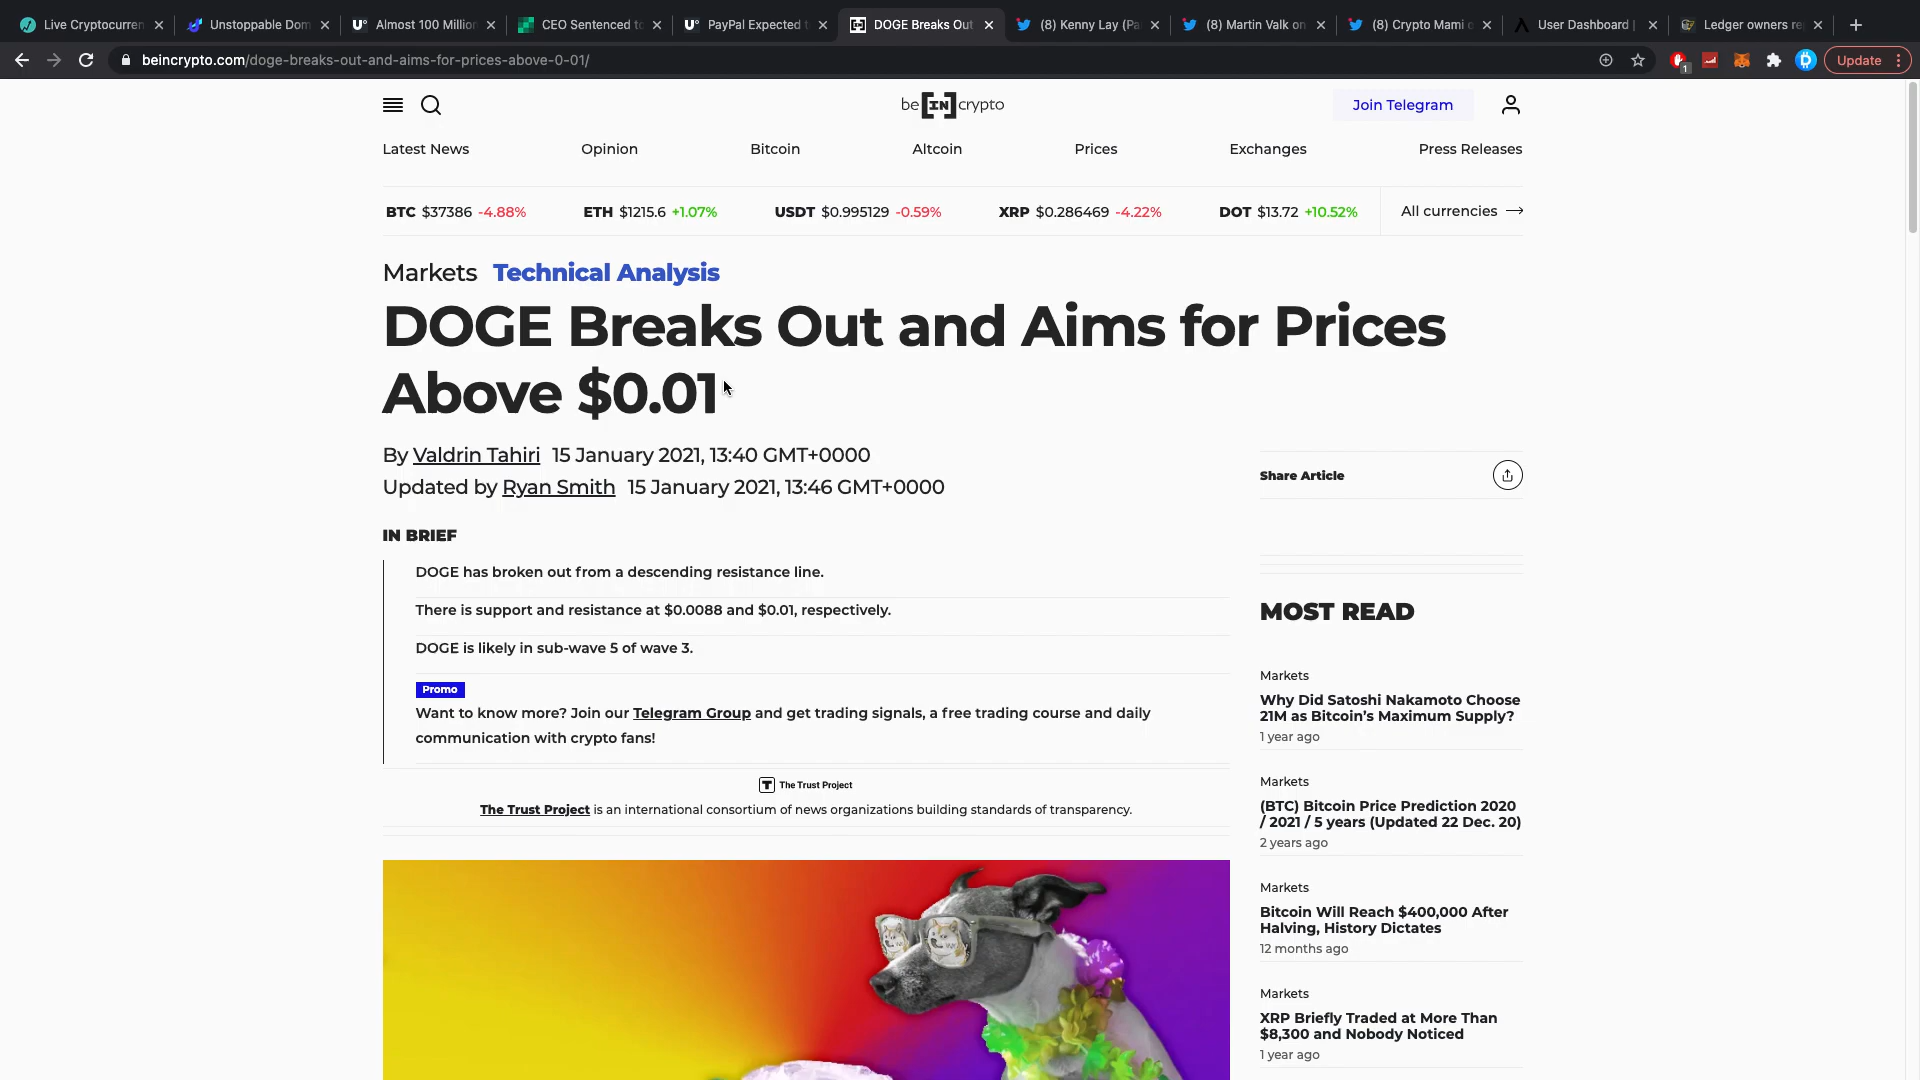 Live Cryptocurren
Unstoppable Dom
Almost 100 Million
CEO Sentenced to
PayPal Expected t
DOGE Breaks Out
(8) Kenny Lay (Pa
(8) Martin Valk on
(8) Crypto Mami o
User Dashboard |
Ledger owners re
beincrypto.com/doge-breaks-out-and-aims-for-prices-above-0-01/
1
Update
be[IN]crypto
Join Telegram
Latest News Opinion Bitcoin Altcoin Prices Exchanges Press Releases
BTC $37386 -4.88% ETH $1215.6 +1.07% USDT $0.995129 -0.59% XRP $0.286469 -4.22% DOT $13.72 +10.52% All currencies
Markets Technical Analysis
DOGE Breaks Out and Aims for Prices
Above $0.01
By Valdrin Tahiri 15 January 2021, 13:40 GMT+0000
Updated by Ryan Smith 15 January 2021, 13:46 GMT+0000
Share Article
IN BRIEF
DOGE has broken out from a descending resistance line.
There is support and resistance at $0.0088 and $0.01, respectively.
DOGE is likely in sub-wave 5 of wave 3.
Promo
Want to know more? Join our Telegram Group and get trading signals, a free trading course and daily
communication with crypto fans!
T The Trust Project
The Trust Project is an international consortium of news organizations building standards of transparency.
MOST READ
Markets
Why Did Satoshi Nakamoto Choose
21M as Bitcoin's Maximum Supply?
1 year ago
Markets
(BTC) Bitcoin Price Prediction 2020
/ 2021 / 5 years (Updated 22 Dec. 20)
2 years ago
Markets
Bitcoin Will Reach $400,000 After
Halving, History Dictates
12 months ago
Markets
XRP Briefly Traded at More Than
$8,300 and Nobody Noticed
1 year ago